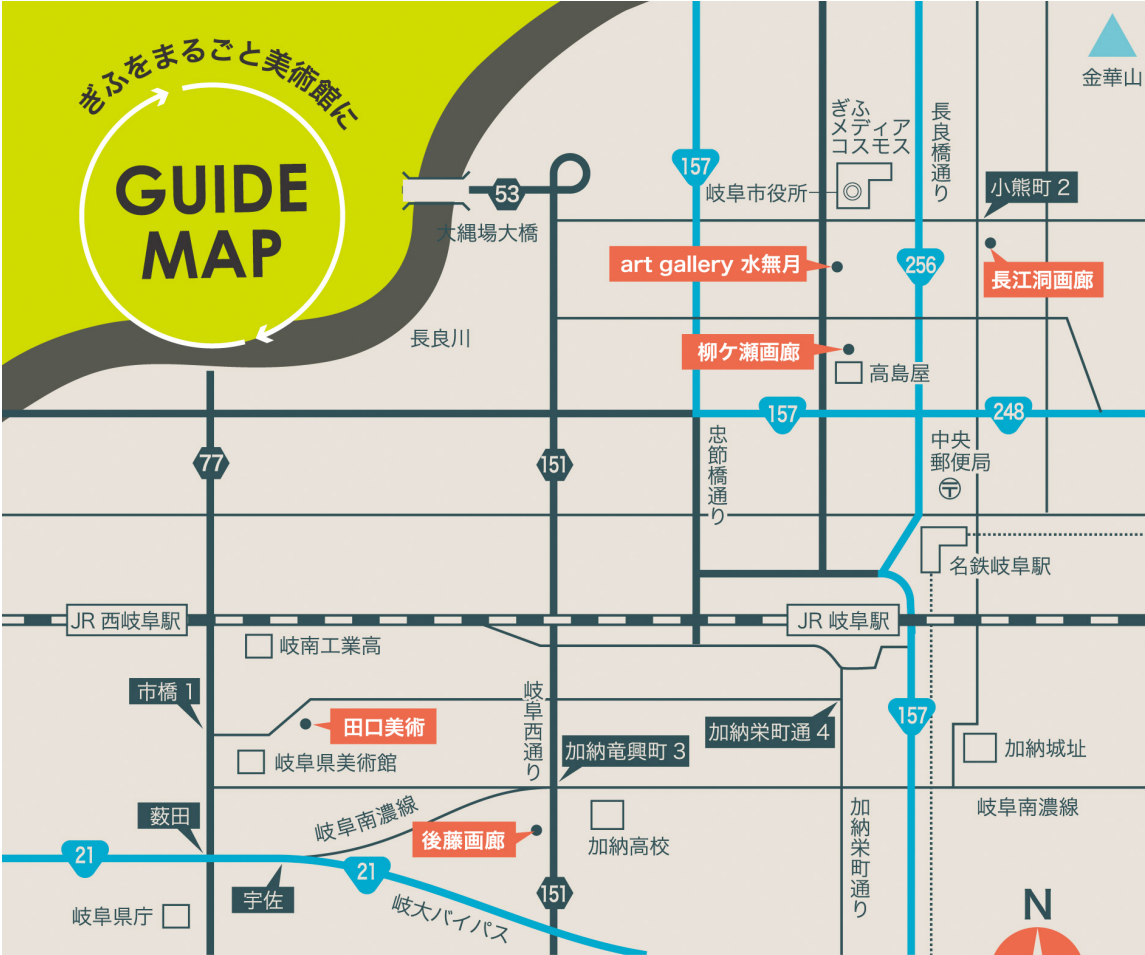 ぎふをまるごと美術館に
GUIDE
MAP
金華山
ぎふ
メディア
コスモス
長良橋通り
157
53
岐阜市役所
小熊町2
大縄場大橋
art gallery 水無月
256
長江洞画廊
長良川
柳ケ瀬画廊
高島屋
157
248
77
151
忠節橋通り
中央
郵便局
名鉄岐阜駅
JR 西岐阜駅
JR 岐阜駅
岐南工業高
市橋1
岐阜西通り
田口美術
加納栄町通4
157
岐阜県美術館
加納竜興町3
加納城址
薮田
岐阜南濃線
後藤画廊
加納高校
加納栄町通り
岐阜南濃線
21
21
宇佐
151
岐阜県庁
岐大バイパス
N